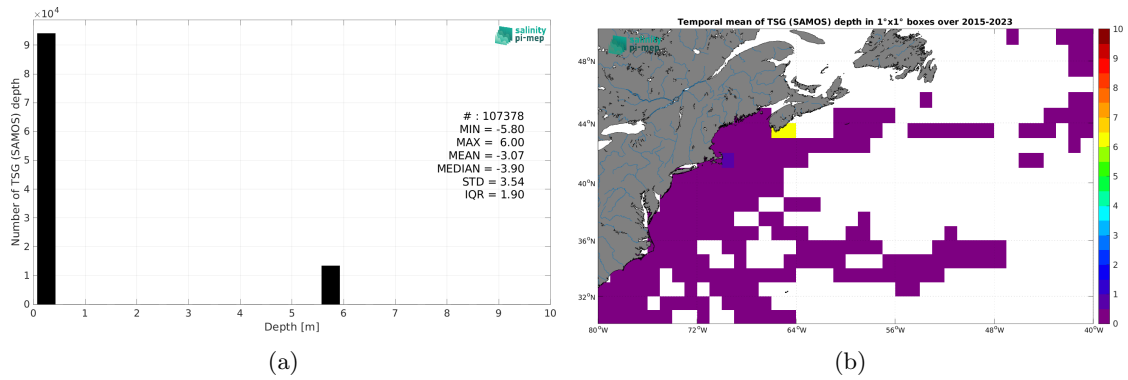 ×10⁴
9
8
7
6
5
4
3
2
1
0
Number of TSG (SAMOS) depth
0 1 2 3 4 5 6 7 8 9 10
Depth [m]
salinity
pi-mep
# : 107378
MIN = -5.80
MAX = 6.00
MEAN = -3.07
MEDIAN = -3.90
STD = 3.54
IQR = 1.90
(a)
Temporal mean of TSG (SAMOS) depth in 1°x1° boxes over 2015-2023
salinity
pi-mep
48°N
44°N
40°N
36°N
32°N
80°W 72°W 64°W 56°W 48°W 40°W
10
9
8
7
6
5
4
3
2
1
0
(b)